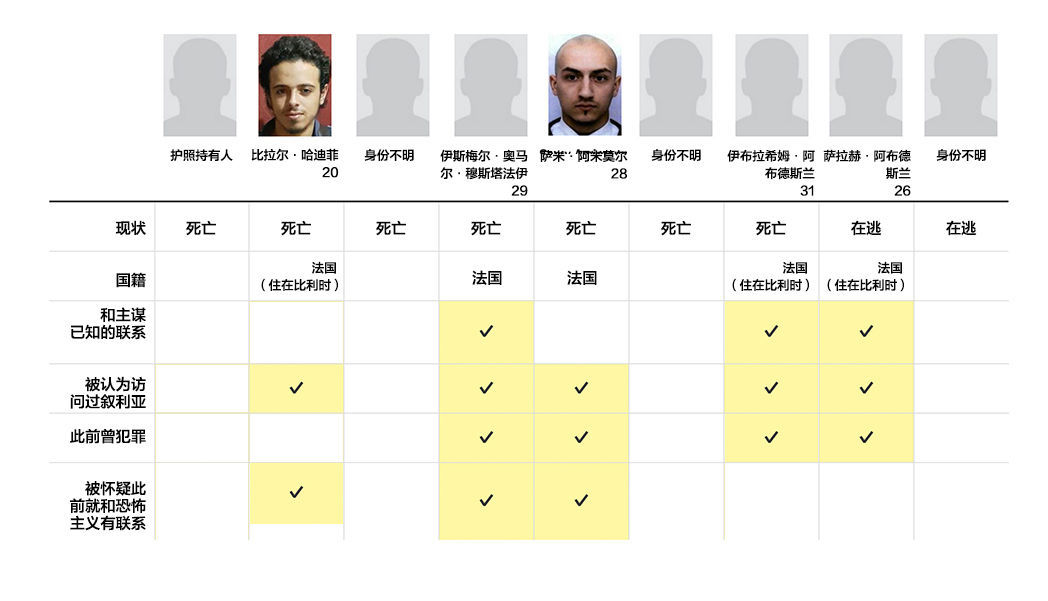 护照持有人 比拉尔·哈迪菲 身份不明 伊斯梅尔·奥马 萨米·阿米莫尔 身份不明 伊布拉希姆·阿 萨拉赫·阿布德 身份不明
20 尔·穆斯塔法伊 28 布德斯兰 斯兰
29 31 26
现状 死亡 死亡 死亡 死亡 死亡 死亡 死亡 在逃 在逃
法国 法国 法国
国籍 (住在比利时) 法国 法国 (住在比利时) (住在比利时)
和主谋
已知的联系 ✓ ✓ ✓
被认为访
问过叙利亚 ✓ ✓ ✓ ✓ ✓
此前曾犯罪 ✓ ✓ ✓ ✓
被怀疑此
前就和恐怖 ✓ ✓ ✓
主义有联系